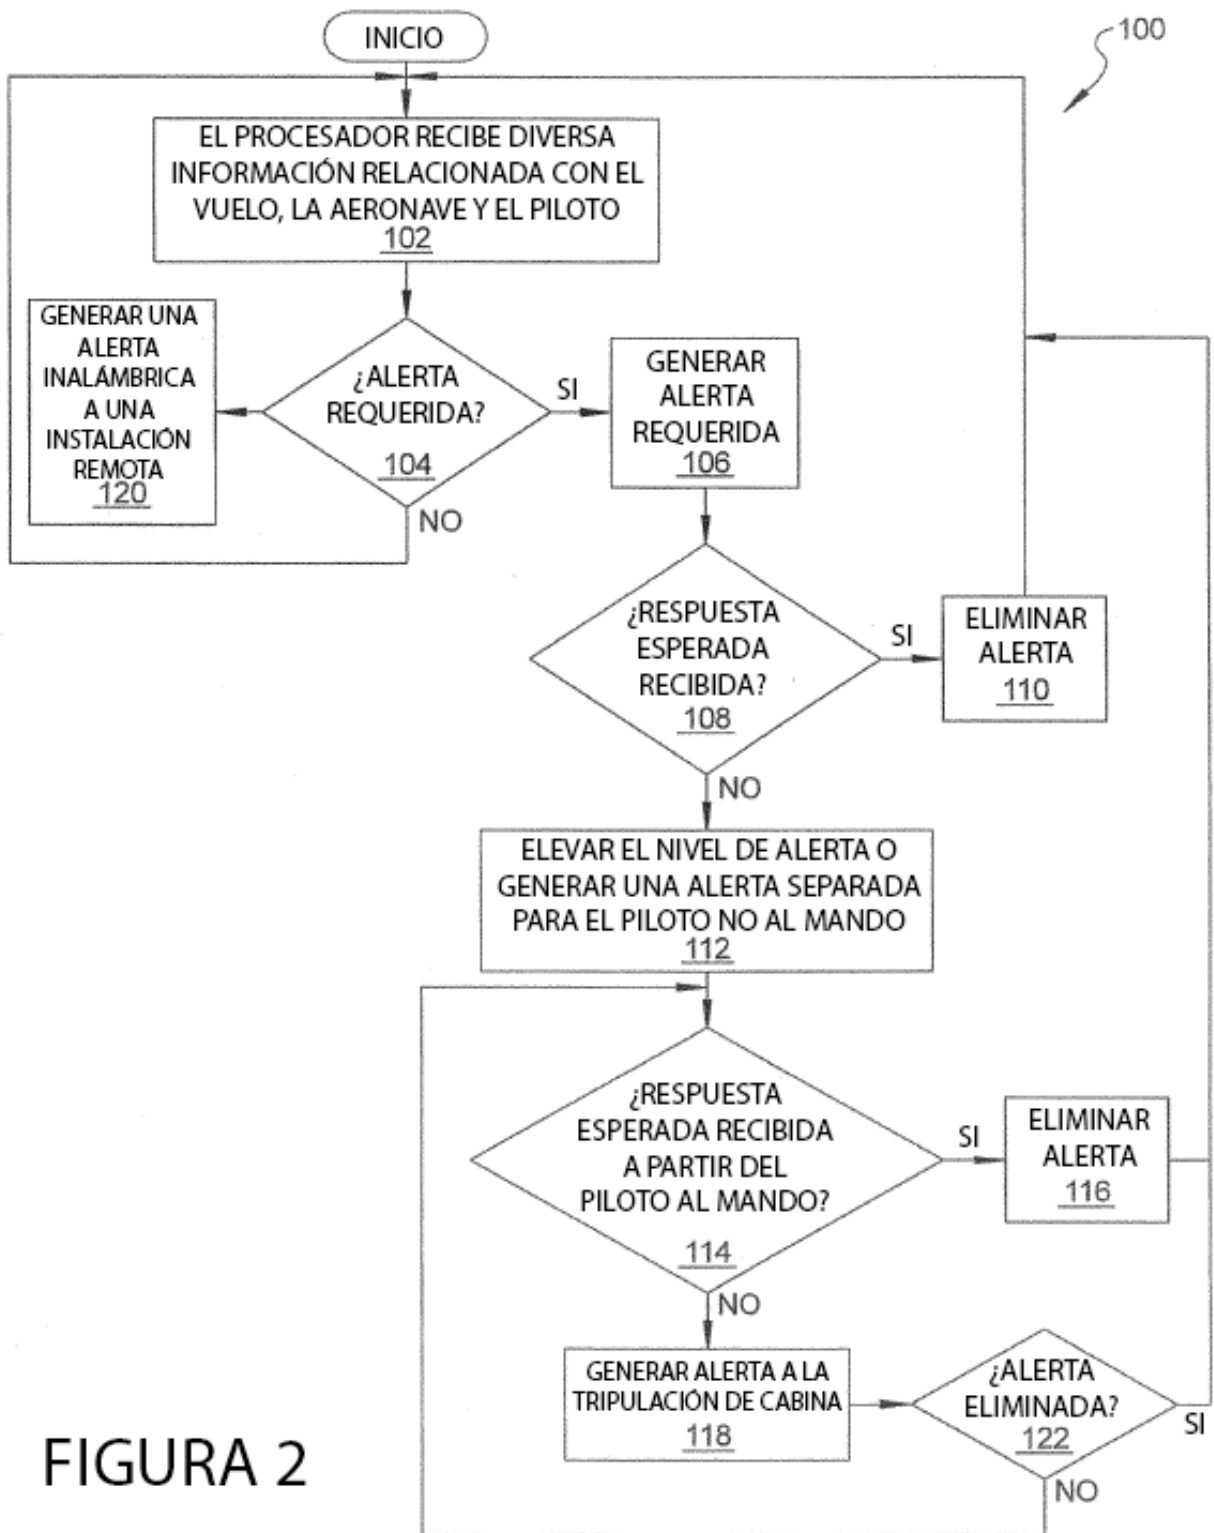 INICIO
100
EL PROCESADOR RECIBE DIVERSA
INFORMACIÓN RELACIONADA CON EL
VUELO, LA AERONAVE Y EL PILOTO
102
GENERAR UNA
ALERTA
INALÁMBRICA
A UNA
INSTALACIÓN
REMOTA
120
¿ALERTA
REQUERIDA?
104
SI
NO
GENERAR
ALERTA
REQUERIDA
106
¿RESPUESTA
ESPERADA
RECIBIDA?
108
SI
NO
ELIMINAR
ALERTA
110
ELEVAR EL NIVEL DE ALERTA O
GENERAR UNA ALERTA SEPARADA
PARA EL PILOTO NO AL MANDO
112
¿RESPUESTA
ESPERADA RECIBIDA
A PARTIR DEL
PILOTO AL MANDO?
114
SI
NO
ELIMINAR
ALERTA
116
GENERAR ALERTA A LA
TRIPULACIÓN DE CABINA
118
¿ALERTA
ELIMINADA?
122
SI
NO
FIGURA 2